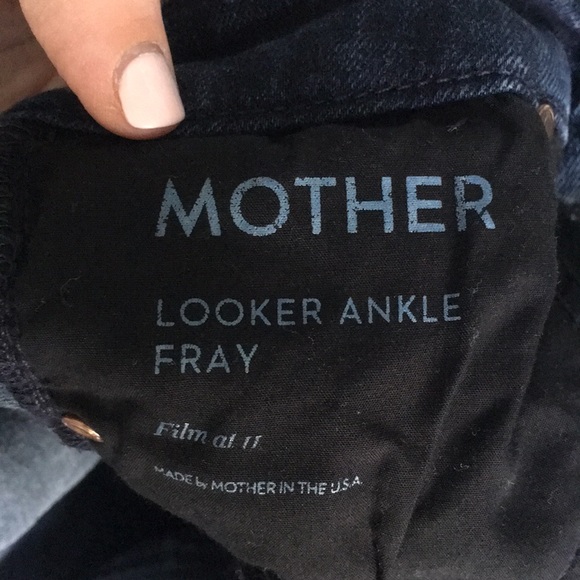 MOTHER
LOOKER ANKLE
FRAY
Film at 11
MADE by MOTHER IN THE U.S.A.